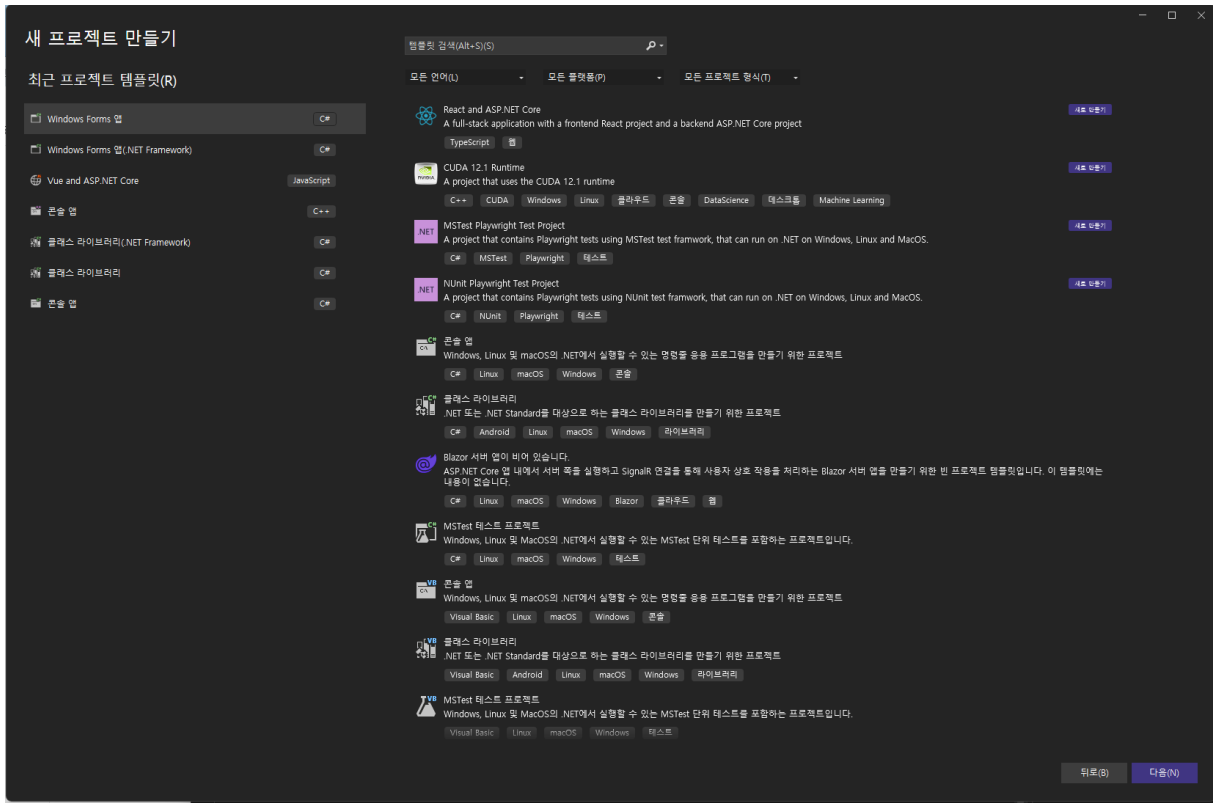 새 프로젝트 만들기
최근 프로젝트 템플릿(R)
Windows Forms 앱 C#
Windows Forms 앱(.NET Framework) C#
Vue and ASP.NET Core JavaScript
콘솔 앱 C++
클래스 라이브러리(.NET Framework) C#
클래스 라이브러리 C#
콘솔 앱 C#
템플릿 검색(Alt+S)(S)
모든 언어(L) 모든 플랫폼(P) 모든 프로젝트 형식(T)
React and ASP.NET Core 새로 만들기
A full-stack application with a frontend React project and a backend ASP.NET Core project
TypeScript 웹
CUDA 12.1 Runtime 새로 만들기
A project that uses the CUDA 12.1 runtime
C++ CUDA Windows Linux 클라우드 콘솔 DataScience 데스크톱 Machine Learning
.NET MSTest Playwright Test Project 새로 만들기
A project that contains Playwright tests using MSTest test framwork, that can run on .NET on Windows, Linux and MacOS.
C# MSTest Playwright 테스트
.NET NUnit Playwright Test Project 새로 만들기
A project that contains Playwright tests using NUnit test framwork, that can run on .NET on Windows, Linux and MacOS.
C# NUnit Playwright 테스트
콘솔 앱
Windows, Linux 및 macOS의 .NET에서 실행할 수 있는 명령줄 응용 프로그램을 만들기 위한 프로젝트
C# Linux macOS Windows 콘솔
클래스 라이브러리
.NET 또는 .NET Standard를 대상으로 하는 클래스 라이브러리를 만들기 위한 프로젝트
C# Android Linux macOS Windows 라이브러리
Blazor 서버 앱이 비어 있습니다.
ASP.NET Core 앱 내에서 서버 쪽을 실행하고 SignalR 연결을 통해 사용자 상호 작용을 처리하는 Blazor 서버 앱을 만들기 위한 빈 프로젝트 템플릿입니다. 이 템플릿에는
내용이 없습니다.
C# Linux macOS Windows Blazor 클라우드 웹
MSTest 테스트 프로젝트
Windows, Linux 및 MacOS의 .NET에서 실행할 수 있는 MSTest 단위 테스트를 포함하는 프로젝트입니다.
C# Linux macOS Windows 테스트
콘솔 앱
Windows, Linux 및 macOS의 .NET에서 실행할 수 있는 명령줄 응용 프로그램을 만들기 위한 프로젝트
Visual Basic Linux macOS Windows 콘솔
클래스 라이브러리
.NET 또는 .NET Standard를 대상으로 하는 클래스 라이브러리를 만들기 위한 프로젝트
Visual Basic Android Linux macOS Windows 라이브러리
MSTest 테스트 프로젝트
Windows, Linux 및 MacOS의 .NET에서 실행할 수 있는 MSTest 단위 테스트를 포함하는 프로젝트입니다.
Visual Basic Linux macOS Windows 테스트
뒤로(B) 다음(N)